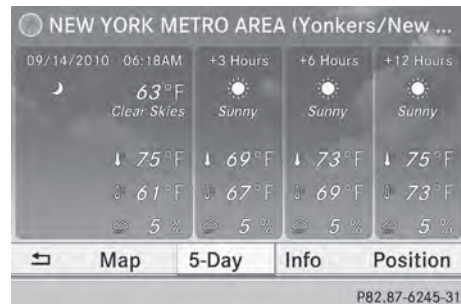 NEW YORK METRO AREA (Yonkers/New ...
09/14/2010 06:18AM +3 Hours +6 Hours +12 Hours
63°F
Clear Skies Sunny Sunny Sunny
75°F 69°F 73°F 75°F
61°F 67°F 69°F 73°F
5 % 5 % 5 % 5 %
Map 5-Day Info Position
P82.87-6245-31